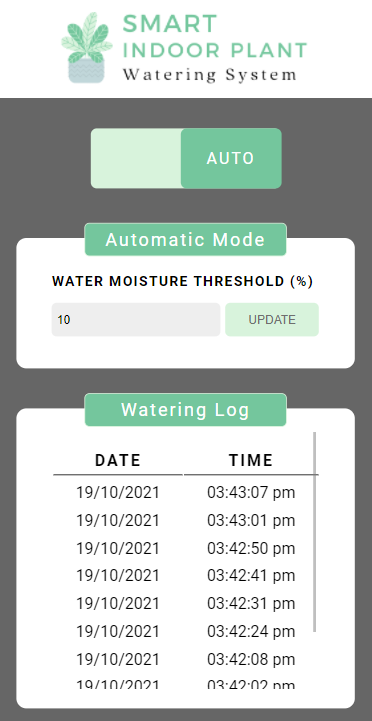 SMART
INDOOR PLANT
Watering System
AUTO
Automatic Mode
WATER MOISTURE THRESHOLD (%)
10 UPDATE
Watering Log
DATE TIME
19/10/2021 03:43:07 pm
19/10/2021 03:43:01 pm
19/10/2021 03:42:50 pm
19/10/2021 03:42:41 pm
19/10/2021 03:42:31 pm
19/10/2021 03:42:24 pm
19/10/2021 03:42:08 pm
19/10/2021 03:42:02 pm